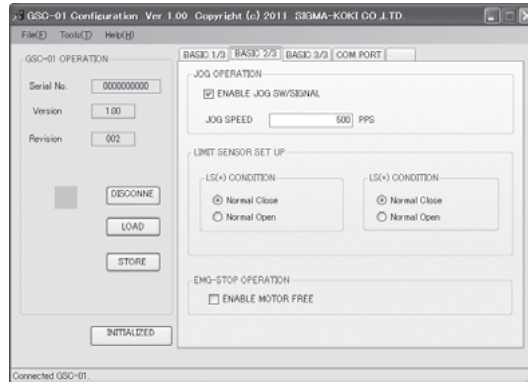 GSC-01 Configuration Ver 1.00 Copyright (c) 2011 SIGMA-KOKI CO.,LTD.
File(F) Tools(T) Help(H)
GSC-01 OPERATION
Serial No. 0000000000
Version 1.00
Revision 002
DISCONNE
LOAD
STORE
INITIALIZED
BASIC 1/3 BASIC 2/3 BASIC 3/3 COM PORT
JOG OPERATION
ENABLE JOG SW/SIGNAL
JOG SPEED 500 PPS
LIMIT SENSOR SET UP
LS(+) CONDITION
Normal Close
Normal Open
LS(+) CONDITION
Normal Close
Normal Open
EMG-STOP OPERATION
ENABLE MOTOR FREE
Connected GSC-01.